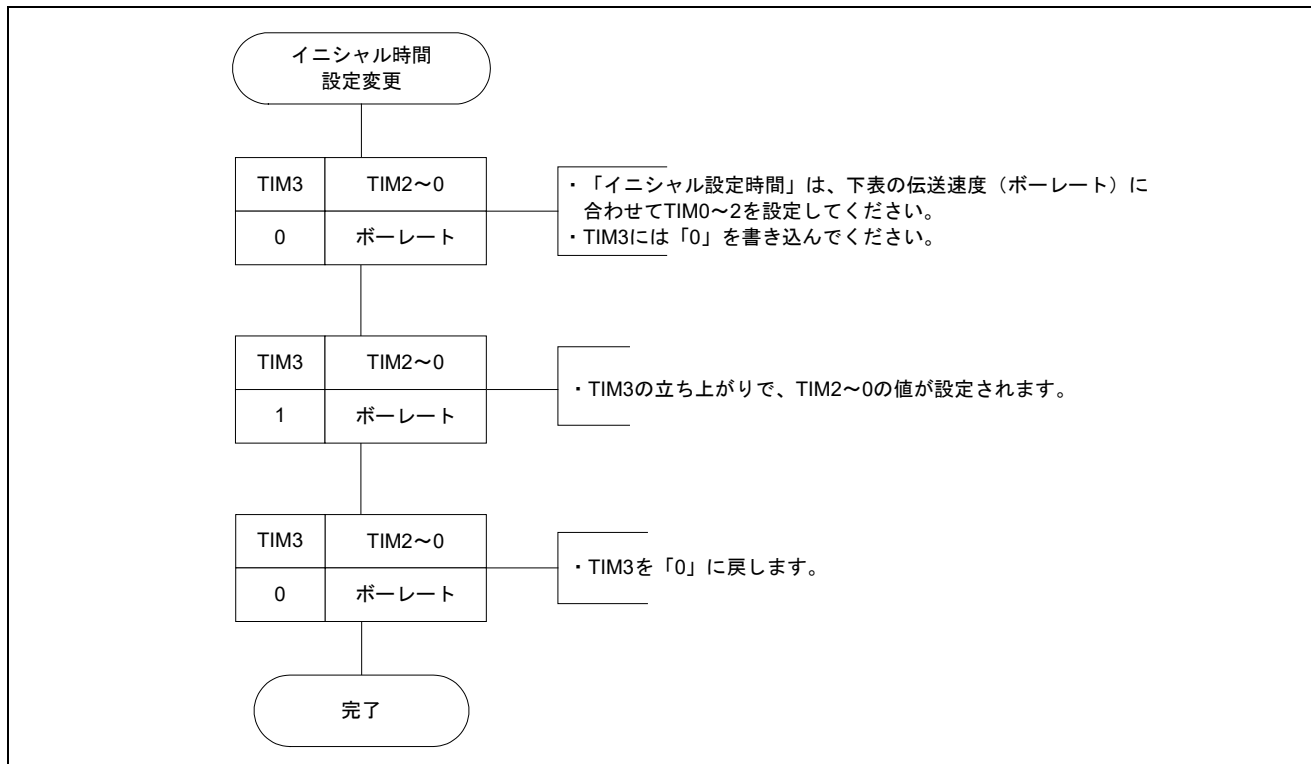 イニシャル時間
設定変更
TIM3 TIM2～0
0 ボーレート
・「イニシャル設定時間」は、下表の伝送速度（ボーレート）に
合わせてTIM0～2を設定してください。
・TIM3には「0」を書き込んでください。
TIM3 TIM2～0
1 ボーレート
・TIM3の立ち上がりで、TIM2～0の値が設定されます。
TIM3 TIM2～0
0 ボーレート
・TIM3を「0」に戻します。
完了